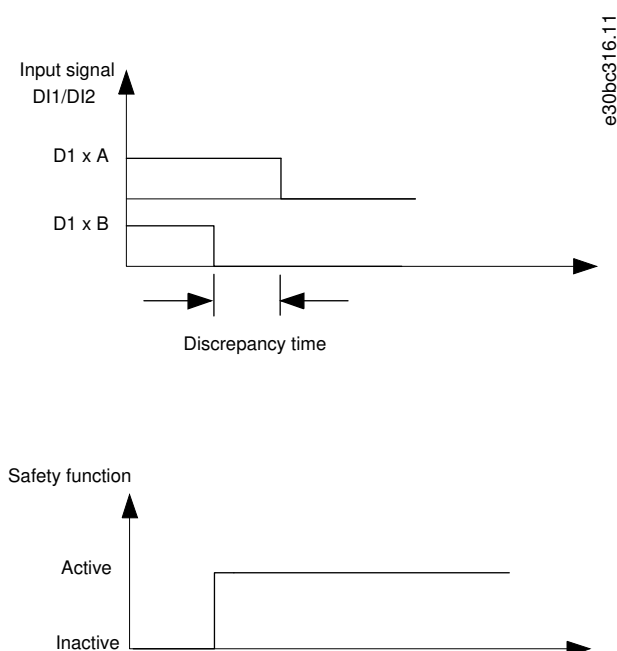 e30bc316.11
Input signal
DI1/DI2
D1 x A
D1 x B
Discrepancy time
Safety function
Active
Inactive